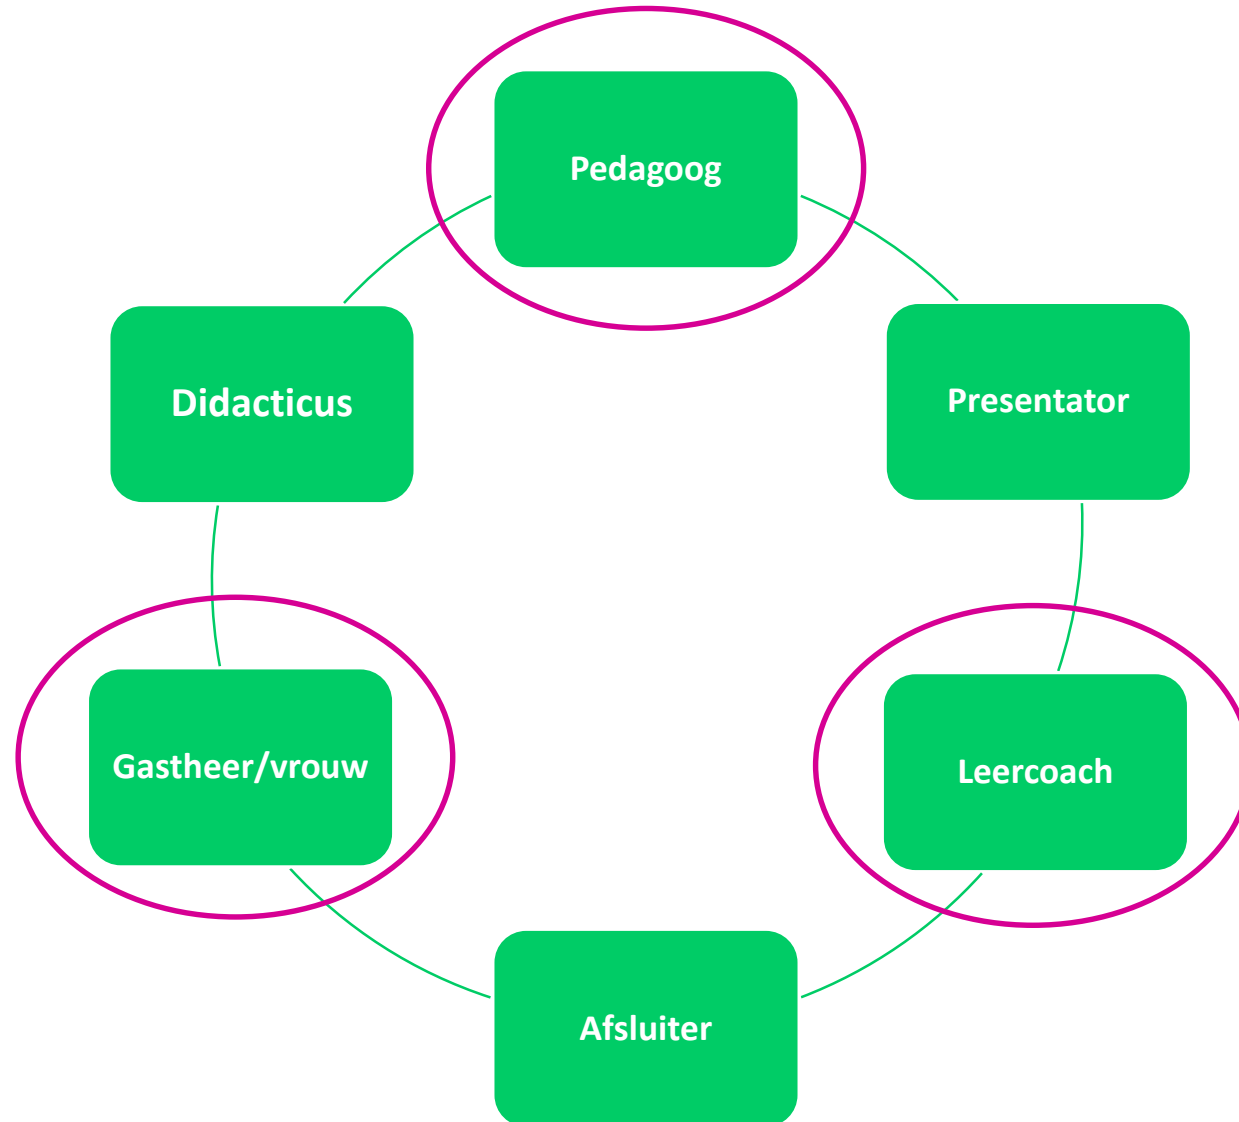 Pedagoog
Didacticus
Presentator
Gastheer/vrouw
Leercoach
Afsluiter